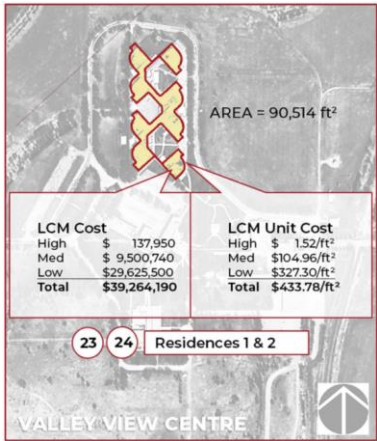 AREA = 90,514 ft²
LCM Cost
High $ 137,950
Med $ 9,500,740
Low $29,625,500
Total $39,264,190
LCM Unit Cost
High $ 1.52/ft²
Med $104.96/ft²
Low $327.30/ft²
Total $433.78/ft²
23 24 Residences 1 & 2
VALLEY VIEW CENTRE